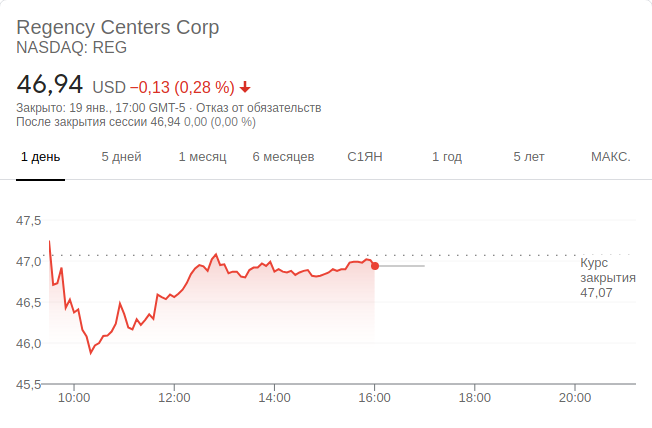 Regency Centers Corp
NASDAQ: REG
46,94 USD −0,13 (0,28 %)
Закрыто: 19 янв., 17:00 GMT-5 · Отказ от обязательств
После закрытия сессии 46,94 0,00 (0,00 %)
1 день 5 дней 1 месяц 6 месяцев С1ЯН 1 год 5 лет МАКС.
47,5
47,0
46,5
46,0
45,5
Курс
закрытия
47,07
10:00 12:00 14:00 16:00 18:00 20:00